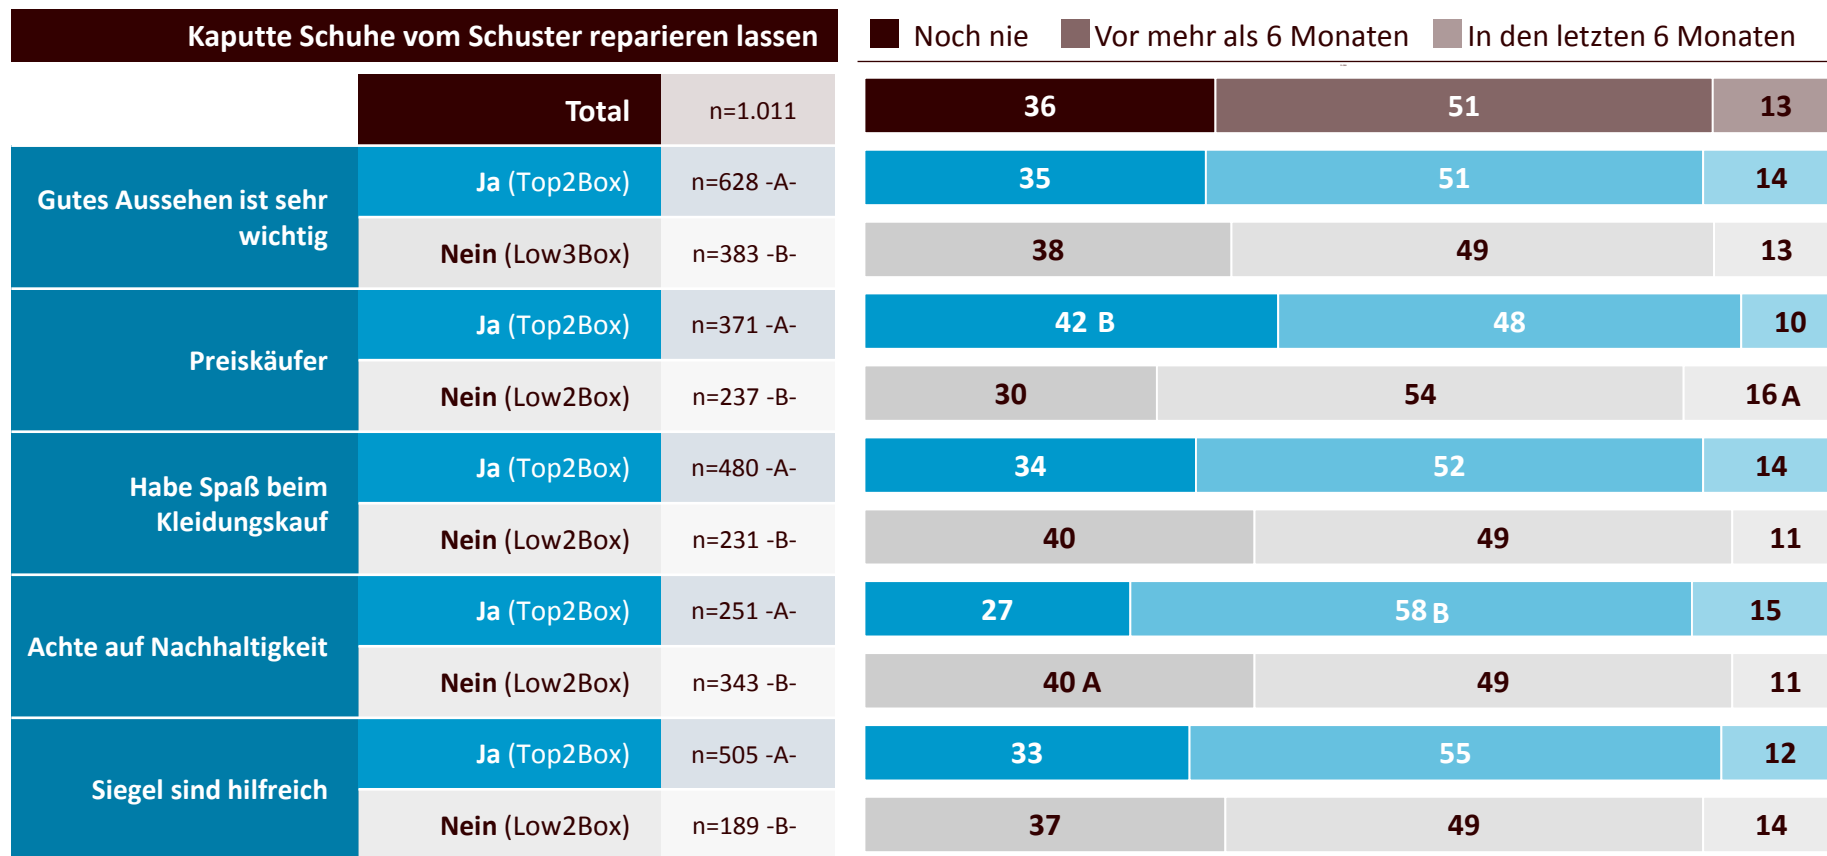 Kaputte Schuhe vom Schuster reparieren lassen
Noch nie Vor mehr als 6 Monaten In den letzten 6 Monaten
Total n=1.011 36 51 13
Gutes Aussehen ist sehr
wichtig
Ja (Top2Box) n=628 -A- 35 51 14
Nein (Low3Box) n=383 -B- 38 49 13
Preiskäufer
Ja (Top2Box) n=371 -A- 42 B 48 10
Nein (Low2Box) n=237 -B- 30 54 16 A
Habe Spaß beim
Kleidungskauf
Ja (Top2Box) n=480 -A- 34 52 14
Nein (Low2Box) n=231 -B- 40 49 11
Achte auf Nachhaltigkeit
Ja (Top2Box) n=251 -A- 27 58 B 15
Nein (Low2Box) n=343 -B- 40 A 49 11
Siegel sind hilfreich
Ja (Top2Box) n=505 -A- 33 55 12
Nein (Low2Box) n=189 -B- 37 49 14